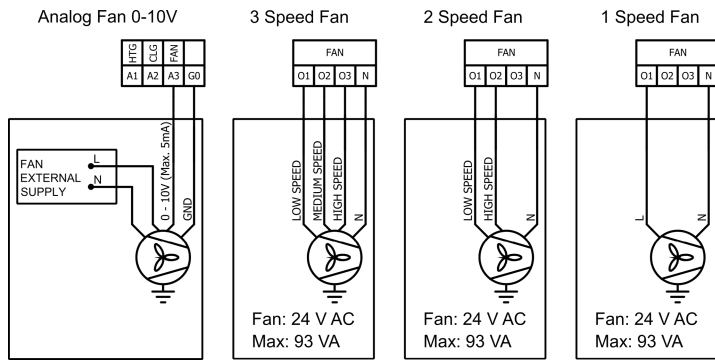 Analog Fan 0-10V
HTG CLG FAN
A1 A2 A3 G0
FAN
EXTERNAL
SUPPLY
L
N
0 - 10V (Max. 5mA)
GND
3 Speed Fan
FAN
O1 O2 O3 N
LOW SPEED
MEDIUM SPEED
HIGH SPEED
N
Fan: 24 V AC
Max: 93 VA
2 Speed Fan
FAN
O1 O2 O3 N
LOW SPEED
HIGH SPEED
N
Fan: 24 V AC
Max: 93 VA
1 Speed Fan
FAN
O1 O2 O3 N
L
N
Fan: 24 V AC
Max: 93 VA